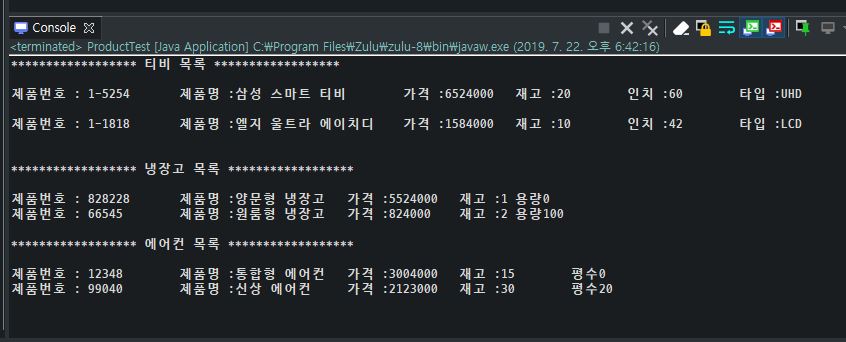 Console
<terminated> ProductTest [Java Application] C:₩Program Files₩Zulu₩zulu-8₩bin₩javaw.exe (2019. 7. 22. 오후 6:42:16)
****************** 티비 목록 ******************
제품번호 : 1-5254 제품명 :삼성 스마트 티비 가격 :6524000 재고 :20 인치 :60 타입 :UHD
제품번호 : 1-1818 제품명 :엘지 울트라 에이치디 가격 :1584000 재고 :10 인치 :42 타입 :LCD
****************** 냉장고 목록 ******************
제품번호 : 828228 제품명 :양문형 냉장고 가격 :5524000 재고 :1 용량0
제품번호 : 66545 제품명 :원룸형 냉장고 가격 :824000 재고 :2 용량100
****************** 에어컨 목록 ******************
제품번호 : 12348 제품명 :통합형 에어컨 가격 :3004000 재고 :15 평수0
제품번호 : 99040 제품명 :신상 에어컨 가격 :2123000 재고 :30 평수20